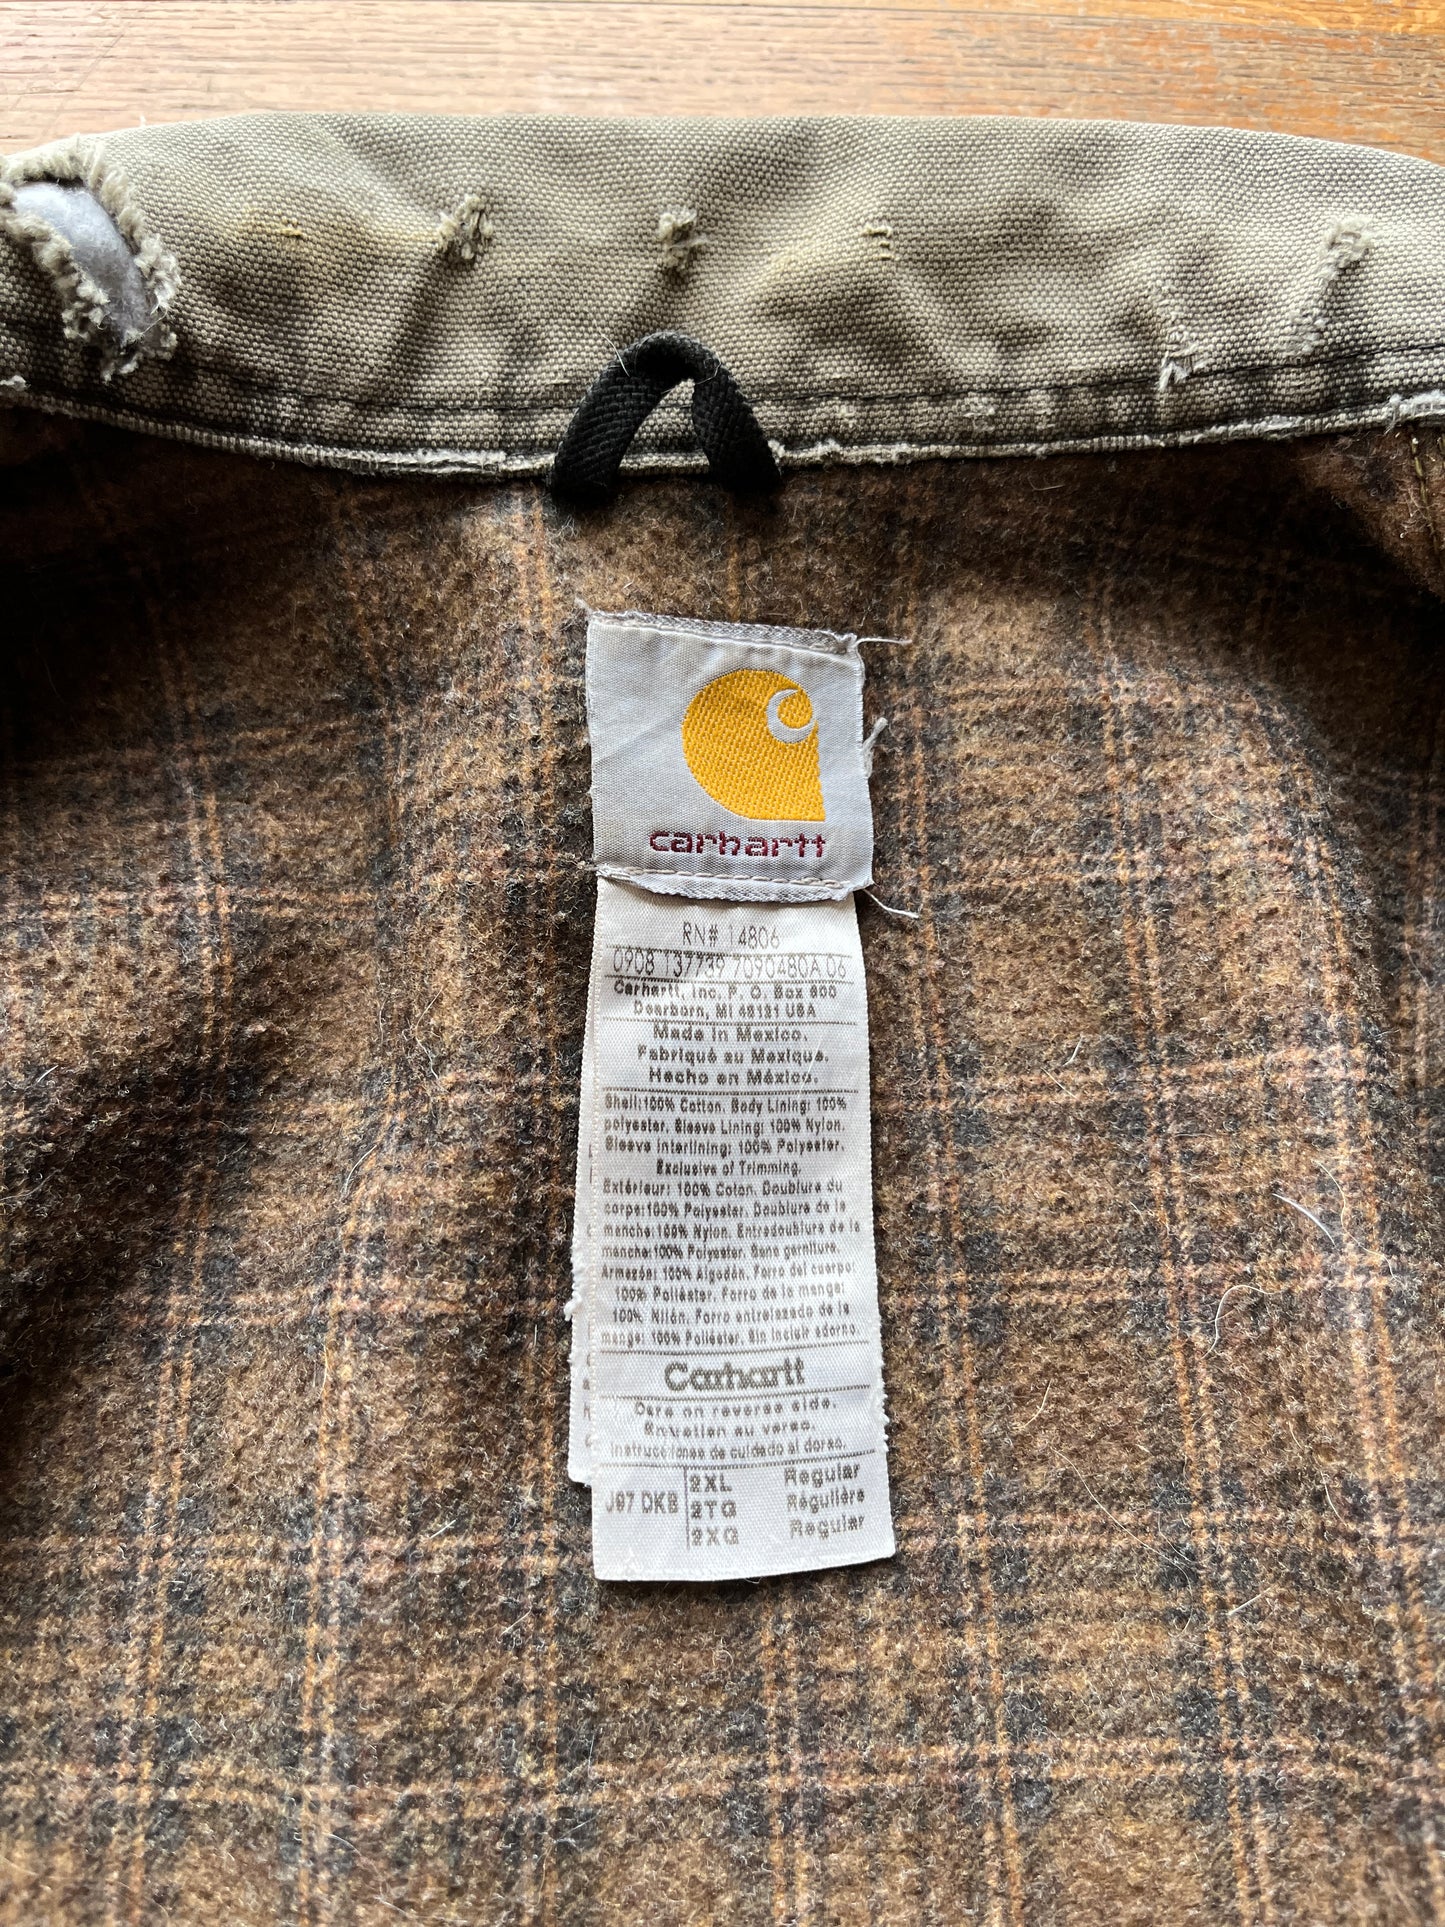 carhartt
RN# 14806
0908 137739 7090480A 06
Carhartt, Inc. P. O. Box 600
Dearborn, MI 48121 USA
Made in Mexico.
Fabriqué au Mexique.
Hecho en México.
Shell:100% Cotton. Body Lining: 100%
polyester. Sleeve Lining: 100% Nylon.
Sleeve Interlining: 100% Polyester.
Exclusive of Trimming.
Extérieur: 100% Coton. Doublure du
corps:100% Polyester. Doublure de la
manche:100% Nylon. Entredoublure de la
manche:100% Polyester. Sans garniture.
Armazón: 100% Algodón. Forro del cuerpo:
100% Poliéster. Forro de la manga:
100% Nilón. Forro entrelazado de la
manga: 100% Poliéster. Sin incluir adorno.
Carhartt
Care on reverse side.
Entretien au verso.
Instrucciones de cuidado al dorso.
J97 DKB 2XL Regular
2TG Régulière
2XG Regular